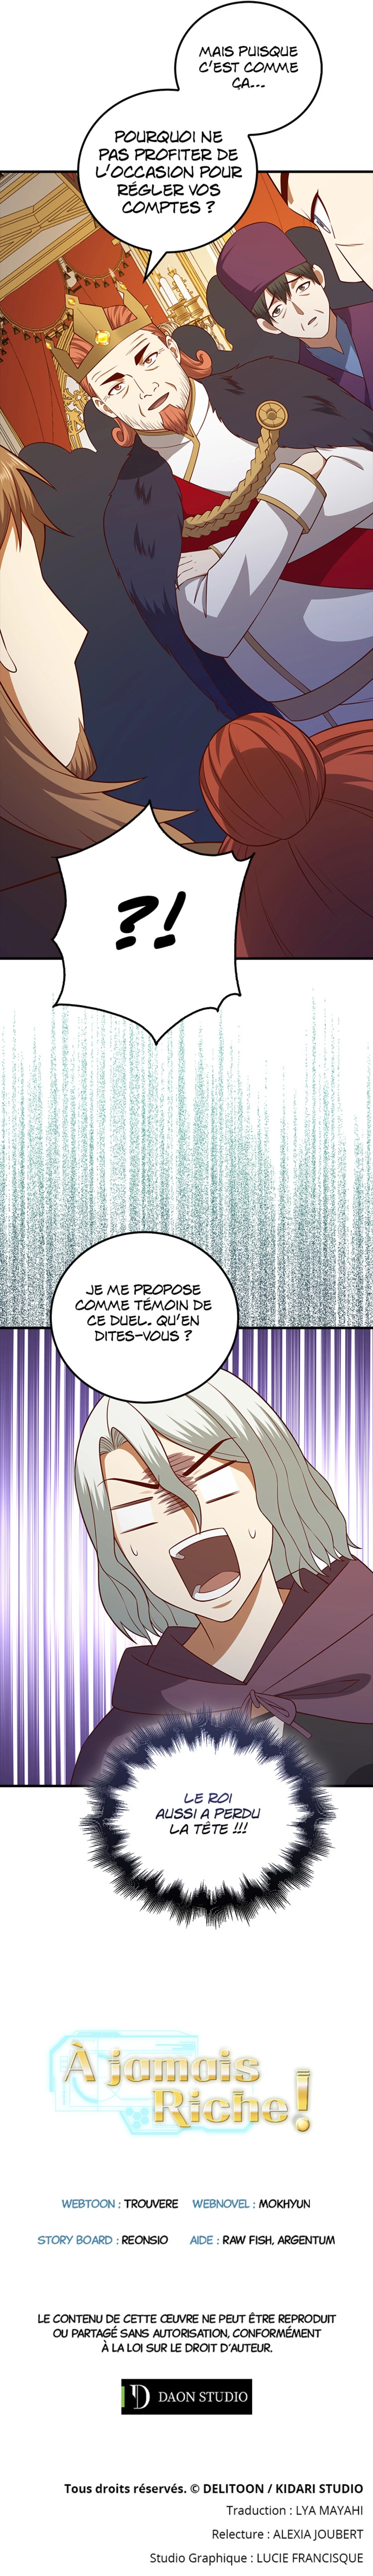 MAIS PUISQUE
C'EST COMME
ÇA...
POURQUOI NE
PAS PROFITER DE
L'OCCASION POUR
RÉGLER VOS
COMPTES ?
?!
JE ME PROPOSE
COMME TÉMOIN DE
CE DUEL. QU'EN
DITES-VOUS ?
LE ROI
AUSSI A PERDU
LA TÊTE !!!
À jamais
Riche!
WEBTOON : TROUVERE WEBNOVEL : MOKHYUN
STORY BOARD : REONSIO AIDE : RAW FISH, ARGENTUM
LE CONTENU DE CETTE ŒUVRE NE PEUT ÊTRE REPRODUIT
OU PARTAGÉ SANS AUTORISATION, CONFORMÉMENT
À LA LOI SUR LE DROIT D'AUTEUR.
D DAON STUDIO
Tous droits réservés. © DELITOON / KIDARI STUDIO
Traduction : LYA MAYAHI
Relecture : ALEXIA JOUBERT
Studio Graphique : LUCIE FRANCISQUE